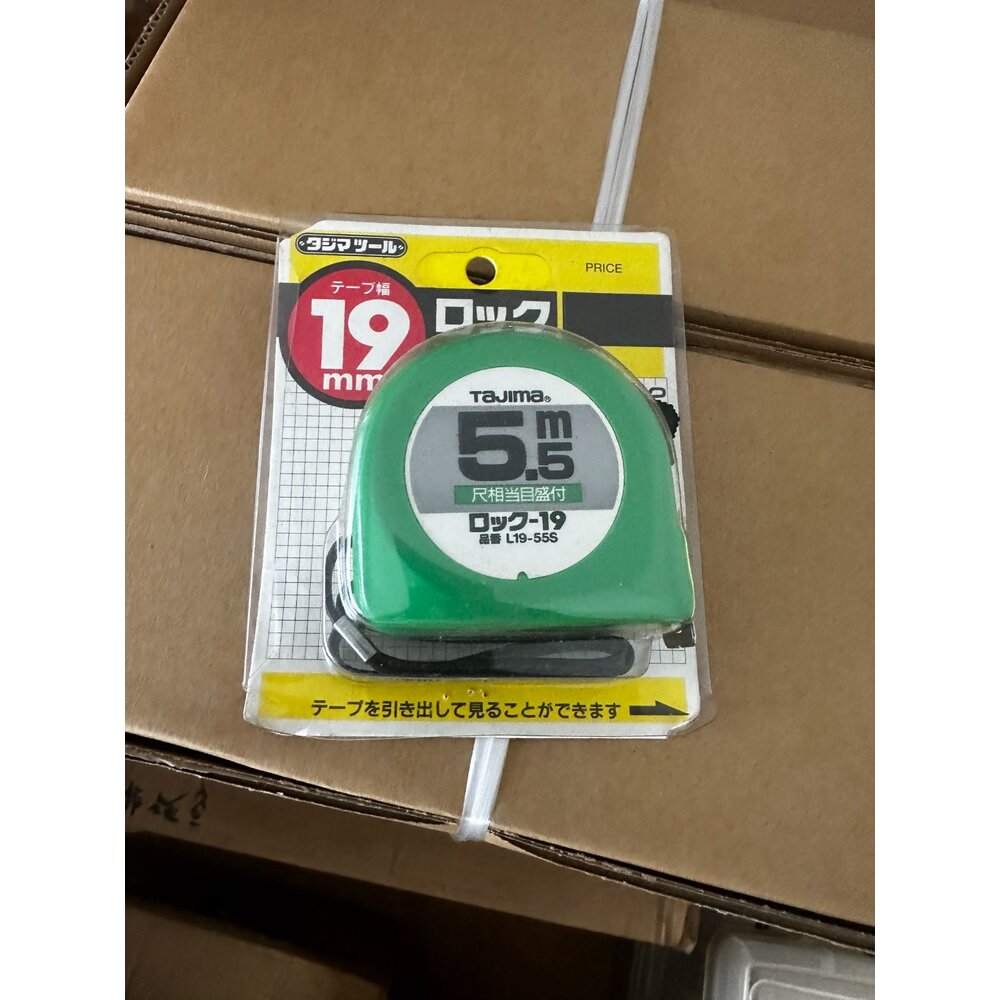 タジマツール
PRICE
テープ幅
19
mm
ロック
TAJIMA®
5.5m
尺相当目盛付
ロック-19
品番 L19-55S
テープを引き出して見ることができます